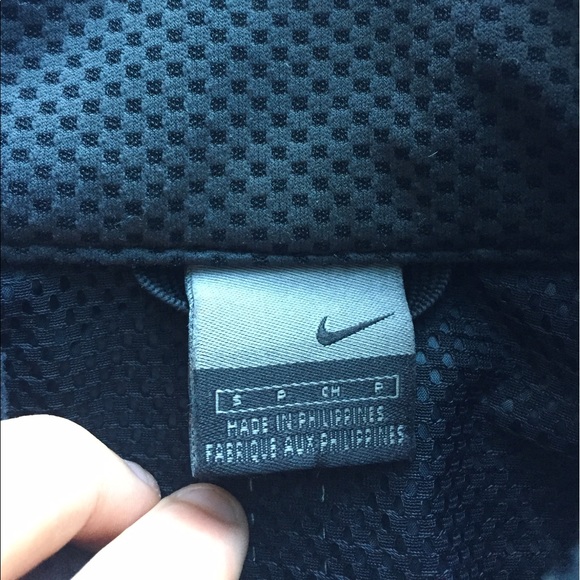 S P CH P
MADE IN PHILIPPINES
FABRIQUE AUX PHILIPPINES